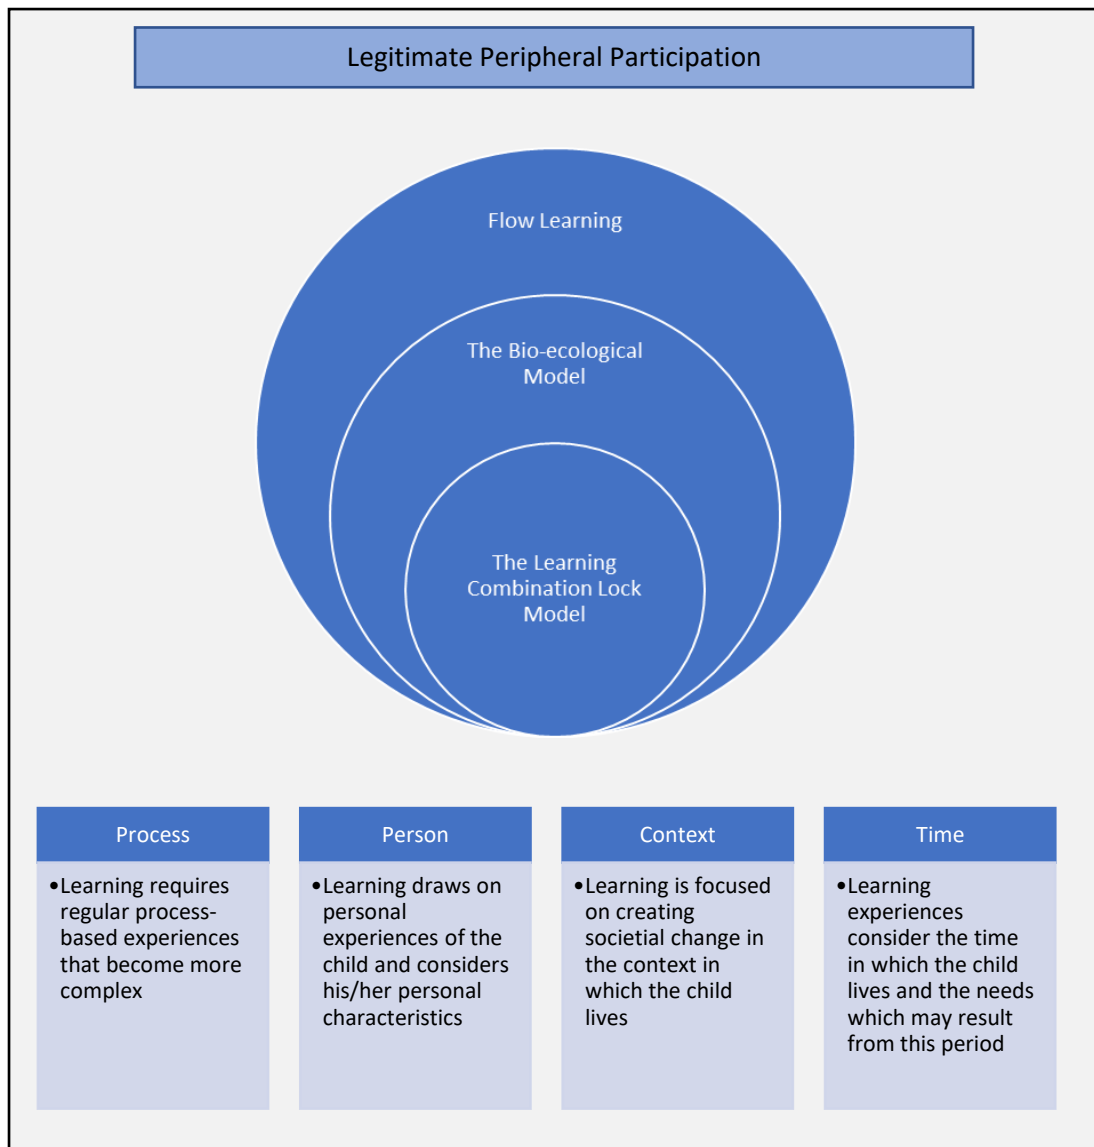 Legitimate Peripheral Participation
Flow Learning
The Bio-ecological
Model
The Learning
Combination Lock
Model
Process
•Learning requires
regular process-
based experiences
that become more
complex
Person
•Learning draws on
personal
experiences of the
child and considers
his/her personal
characteristics
Context
•Learning is focused
on creating
societial change in
the context in
which the child
lives
Time
•Learning
experiences
consider the time
in which the child
lives and the needs
which may result
from this period